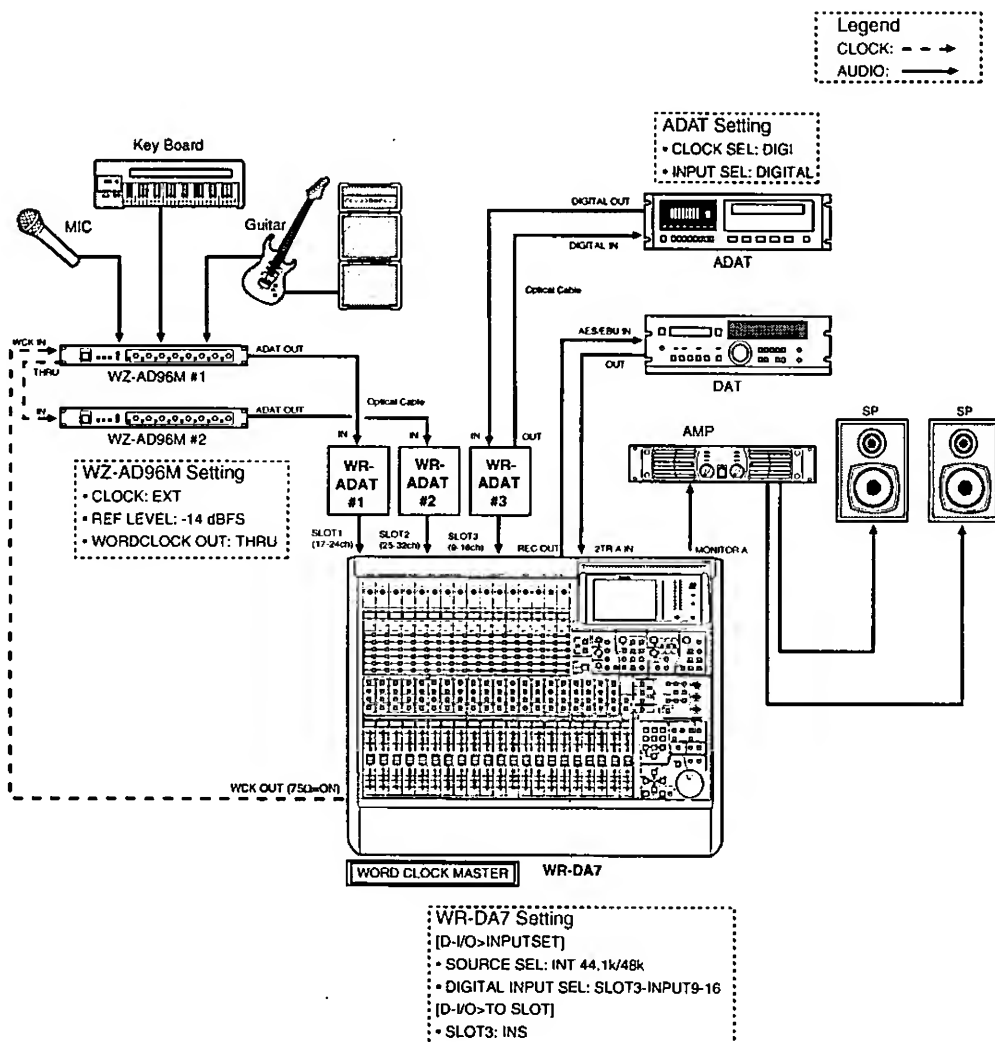 Legend
CLOCK:
AUDIO:
ADAT Setting
• CLOCK SEL: DIGI
• INPUT SEL: DIGITAL
Key Board
MIC
Guitar
DIGITAL OUT
DIGITAL IN
ADAT
Optical Cable
AES/EBU IN
OUT
DAT
WCK IN
THRU
WZ-AD96M #1
ADAT OUT
IN
WZ-AD96M #2
ADAT OUT
Optical Cable
IN
IN
IN
OUT
WR-
ADAT
#1
WR-
ADAT
#2
WR-
ADAT
#3
AMP
SP
SP
WZ-AD96M Setting
• CLOCK: EXT
• REF LEVEL: -14 dBFS
• WORDCLOCK OUT: THRU
SLOT1
(17-24ch)
SLOT2
(25-32ch)
SLOT3
(9-16ch)
REC OUT
2TR A IN
MONITOR A
WCK OUT (75Ω=ON)
WORD CLOCK MASTER
WR-DA7
WR-DA7 Setting
[D-I/O>INPUTSET]
• SOURCE SEL: INT 44.1k/48k
• DIGITAL INPUT SEL: SLOT3-INPUT9-16
[D-I/O>TO SLOT]
• SLOT3: INS